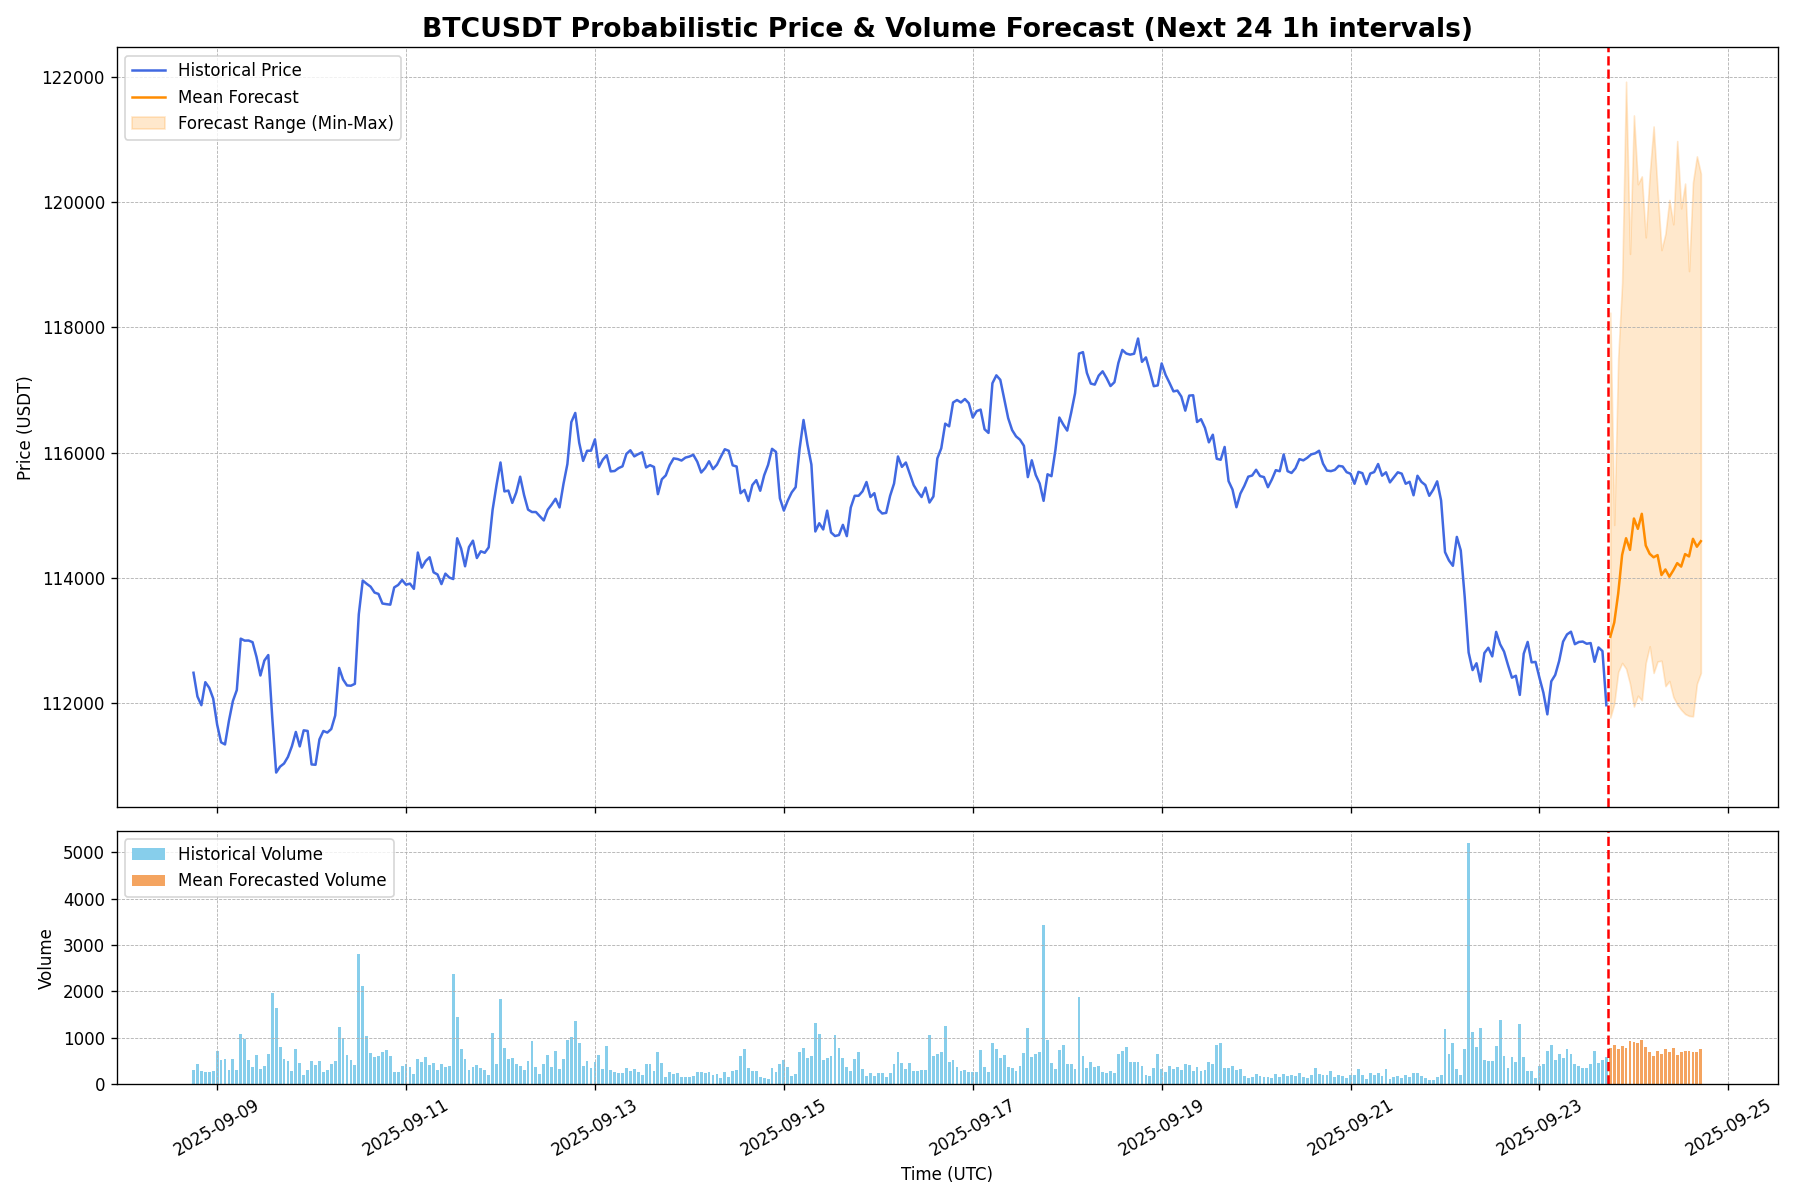 BTCUSDT Probabilistic Price & Volume Forecast (Next 24 1h intervals)
Historical Price
Mean Forecast
Forecast Range (Min-Max)
122000
120000
118000
116000
114000
112000
Price (USDT)
Historical Volume
Mean Forecasted Volume
5000
4000
3000
2000
1000
0
Volume
2025-09-09
2025-09-11
2025-09-13
2025-09-15
2025-09-17
2025-09-19
2025-09-21
2025-09-23
2025-09-25
Time (UTC)